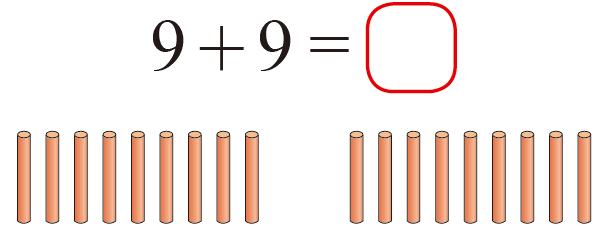 9 + 9 =